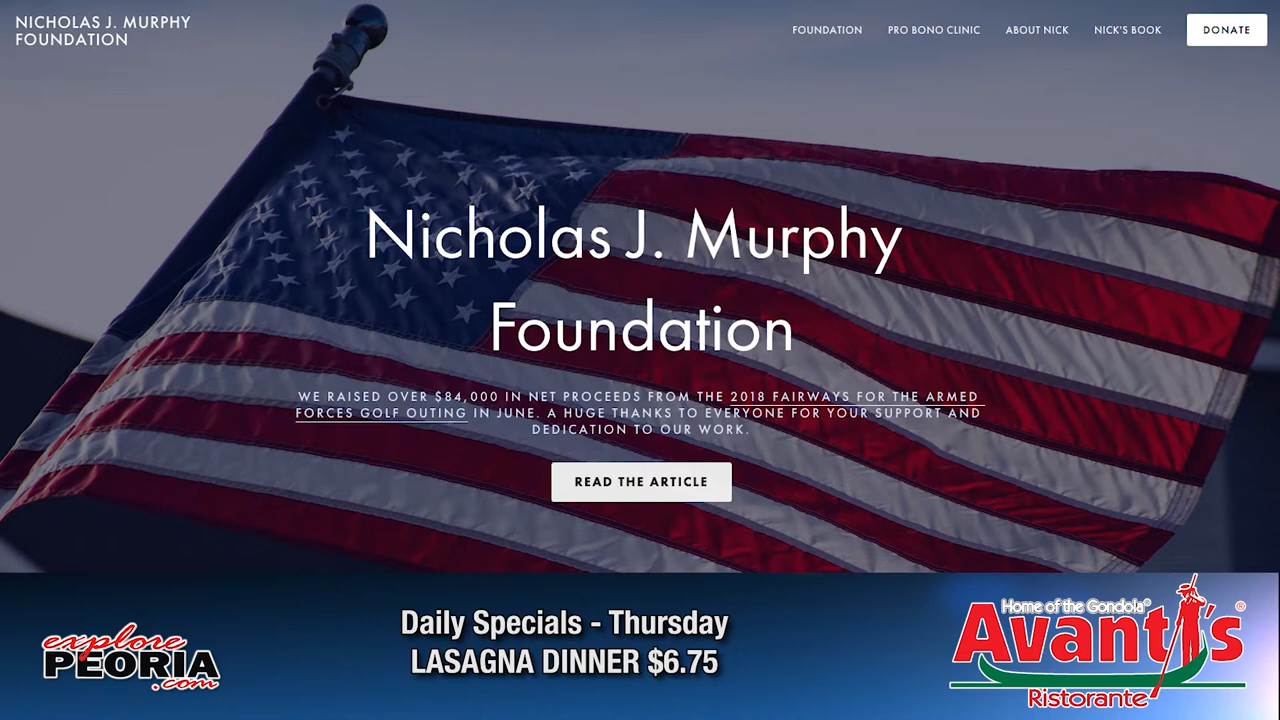 NICHOLAS J. MURPHY
FOUNDATION
FOUNDATION
PRO BONO CLINIC
ABOUT NICK
NICK'S BOOK
DONATE
Nicholas J. Murphy
Foundation
WE RAISED OVER $84,000 IN NET PROCEEDS FROM THE 2018 FAIRWAYS FOR THE ARMED
FORCES GOLF OUTING IN JUNE. A HUGE THANKS TO EVERYONE FOR YOUR SUPPORT AND
DEDICATION TO OUR WORK.
READ THE ARTICLE
explore
PEORIA
.com
Daily Specials - Thursday
LASAGNA DINNER $6.75
Home of the Gondola®
Avanti's ®
Ristorante